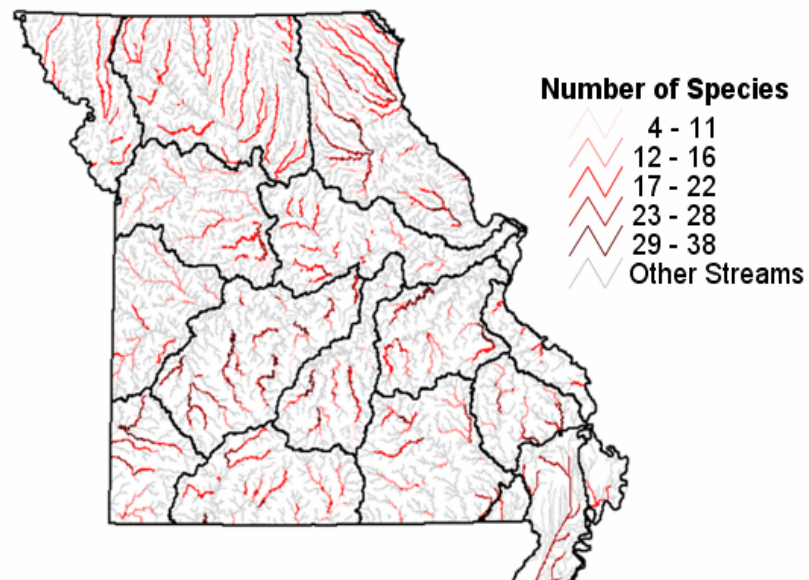 Number of Species
4 - 11
12 - 16
17 - 22
23 - 28
29 - 38
Other Streams